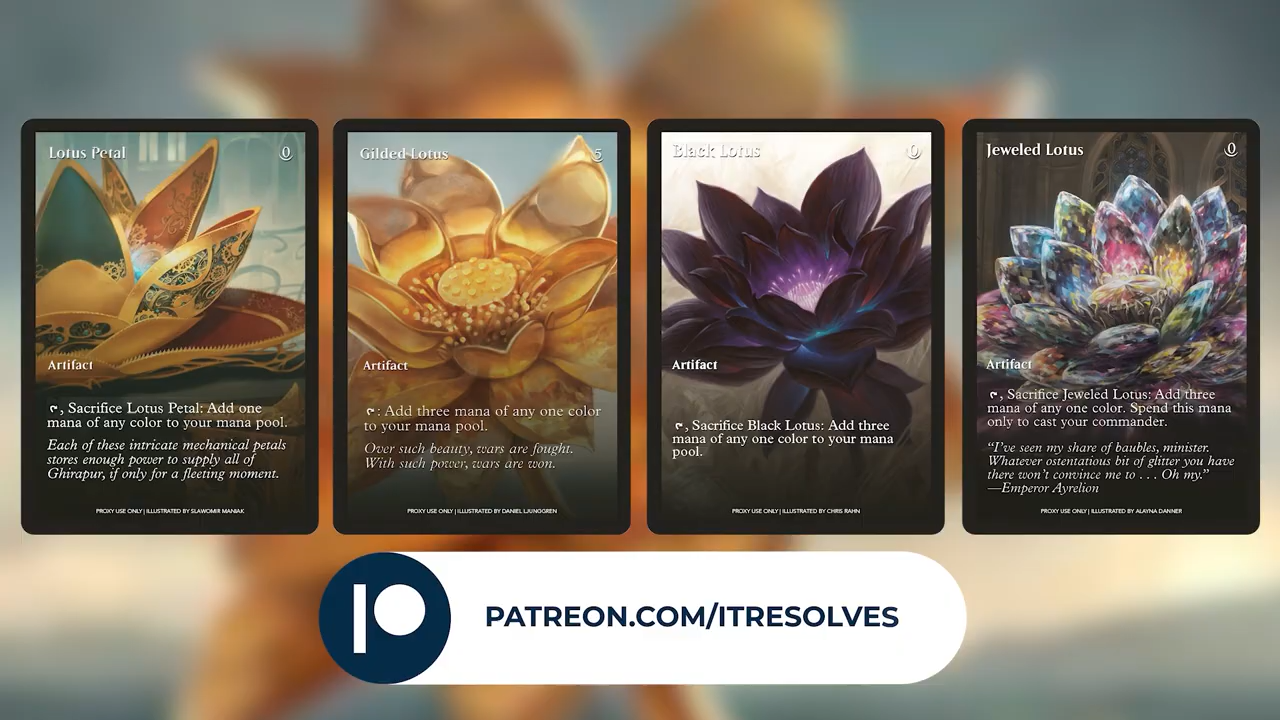 Lotus Petal 0
Artifact
, Sacrifice Lotus Petal: Add one
mana of any color to your mana pool.
Each of these intricate mechanical petals
stores enough power to supply all of
Ghirapur, if only for a fleeting moment.
PROXY USE ONLY | ILLUSTRATED BY SLAWOMIR MANIAK
Gilded Lotus 5
Artifact
: Add three mana of any one color
to your mana pool.
Over such beauty, wars are fought.
With such power, wars are won.
PROXY USE ONLY | ILLUSTRATED BY DANIEL LJUNGGREN
Black Lotus 0
Artifact
, Sacrifice Black Lotus: Add three
mana of any one color to your mana
pool.
PROXY USE ONLY | ILLUSTRATED BY CHRIS RAHN
Jeweled Lotus 0
Artifact
, Sacrifice Jeweled Lotus: Add three
mana of any one color. Spend this mana
only to cast your commander.
“I’ve seen my share of baubles, minister.
Whatever ostentatious bit of glitter you have
there won’t convince me to . . . Oh my.”
—Emperor Ayrelion
PROXY USE ONLY | ILLUSTRATED BY ALAYNA DANNER
PATREON.COM/ITRESOLVES